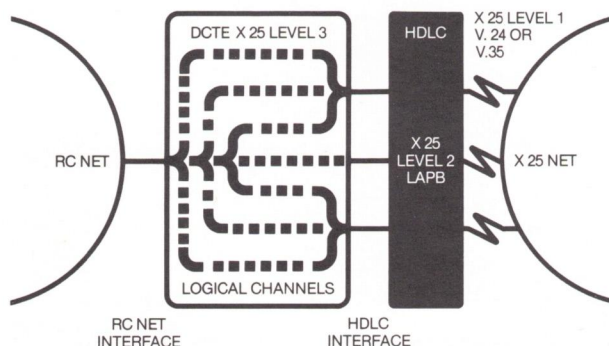 DCTE X 25 LEVEL 3
HDLC
X 25 LEVEL 1
V. 24 OR
V.35
RC NET
X 25
LEVEL 2
LAPB
X 25 NET
LOGICAL CHANNELS
RC NET
INTERFACE
HDLC
INTERFACE